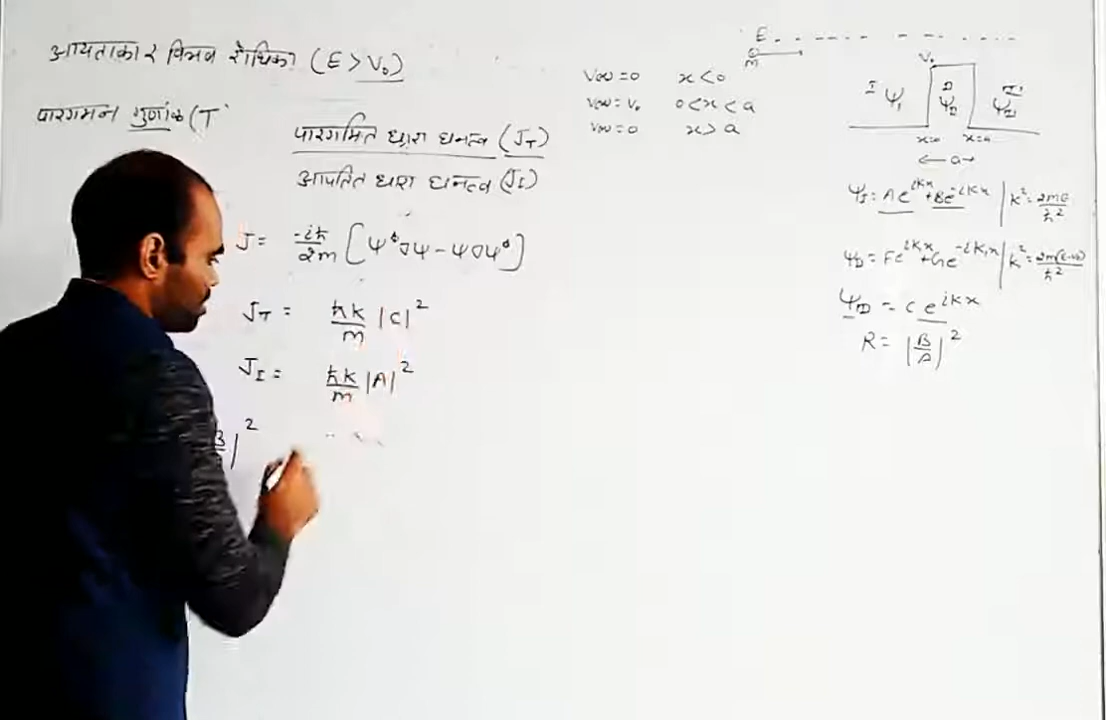 आयताकार विभव रोधिका (E > V₀)
पारगमन गुणांक (T
पारगमित धारा घनत्व (J_T)
आपतित धारा घनत्व (J_I)
J = -iħ/2m [ψ*∇ψ - ψ∇ψ*]
J_T = ħk/m |C|²
J_I = ħk/m |A|²
B|²
V(x) = 0 x < 0
V(x) = V₀ 0 < x < a
V(x) = 0 x > a
E
m
V₀
I ψ_I II ψ_II III ψ_III
x=0 x=a
← a →
ψ_I = Ae^{ikx} + Be^{-ikx} | k² = 2mE/ħ²
ψ_II = Fe^{ik₁x} + Ge^{-ik₁x} | k² = 2m(E-V₀)/ħ²
ψ_III = Ce^{ikx}
R = |B/A|²